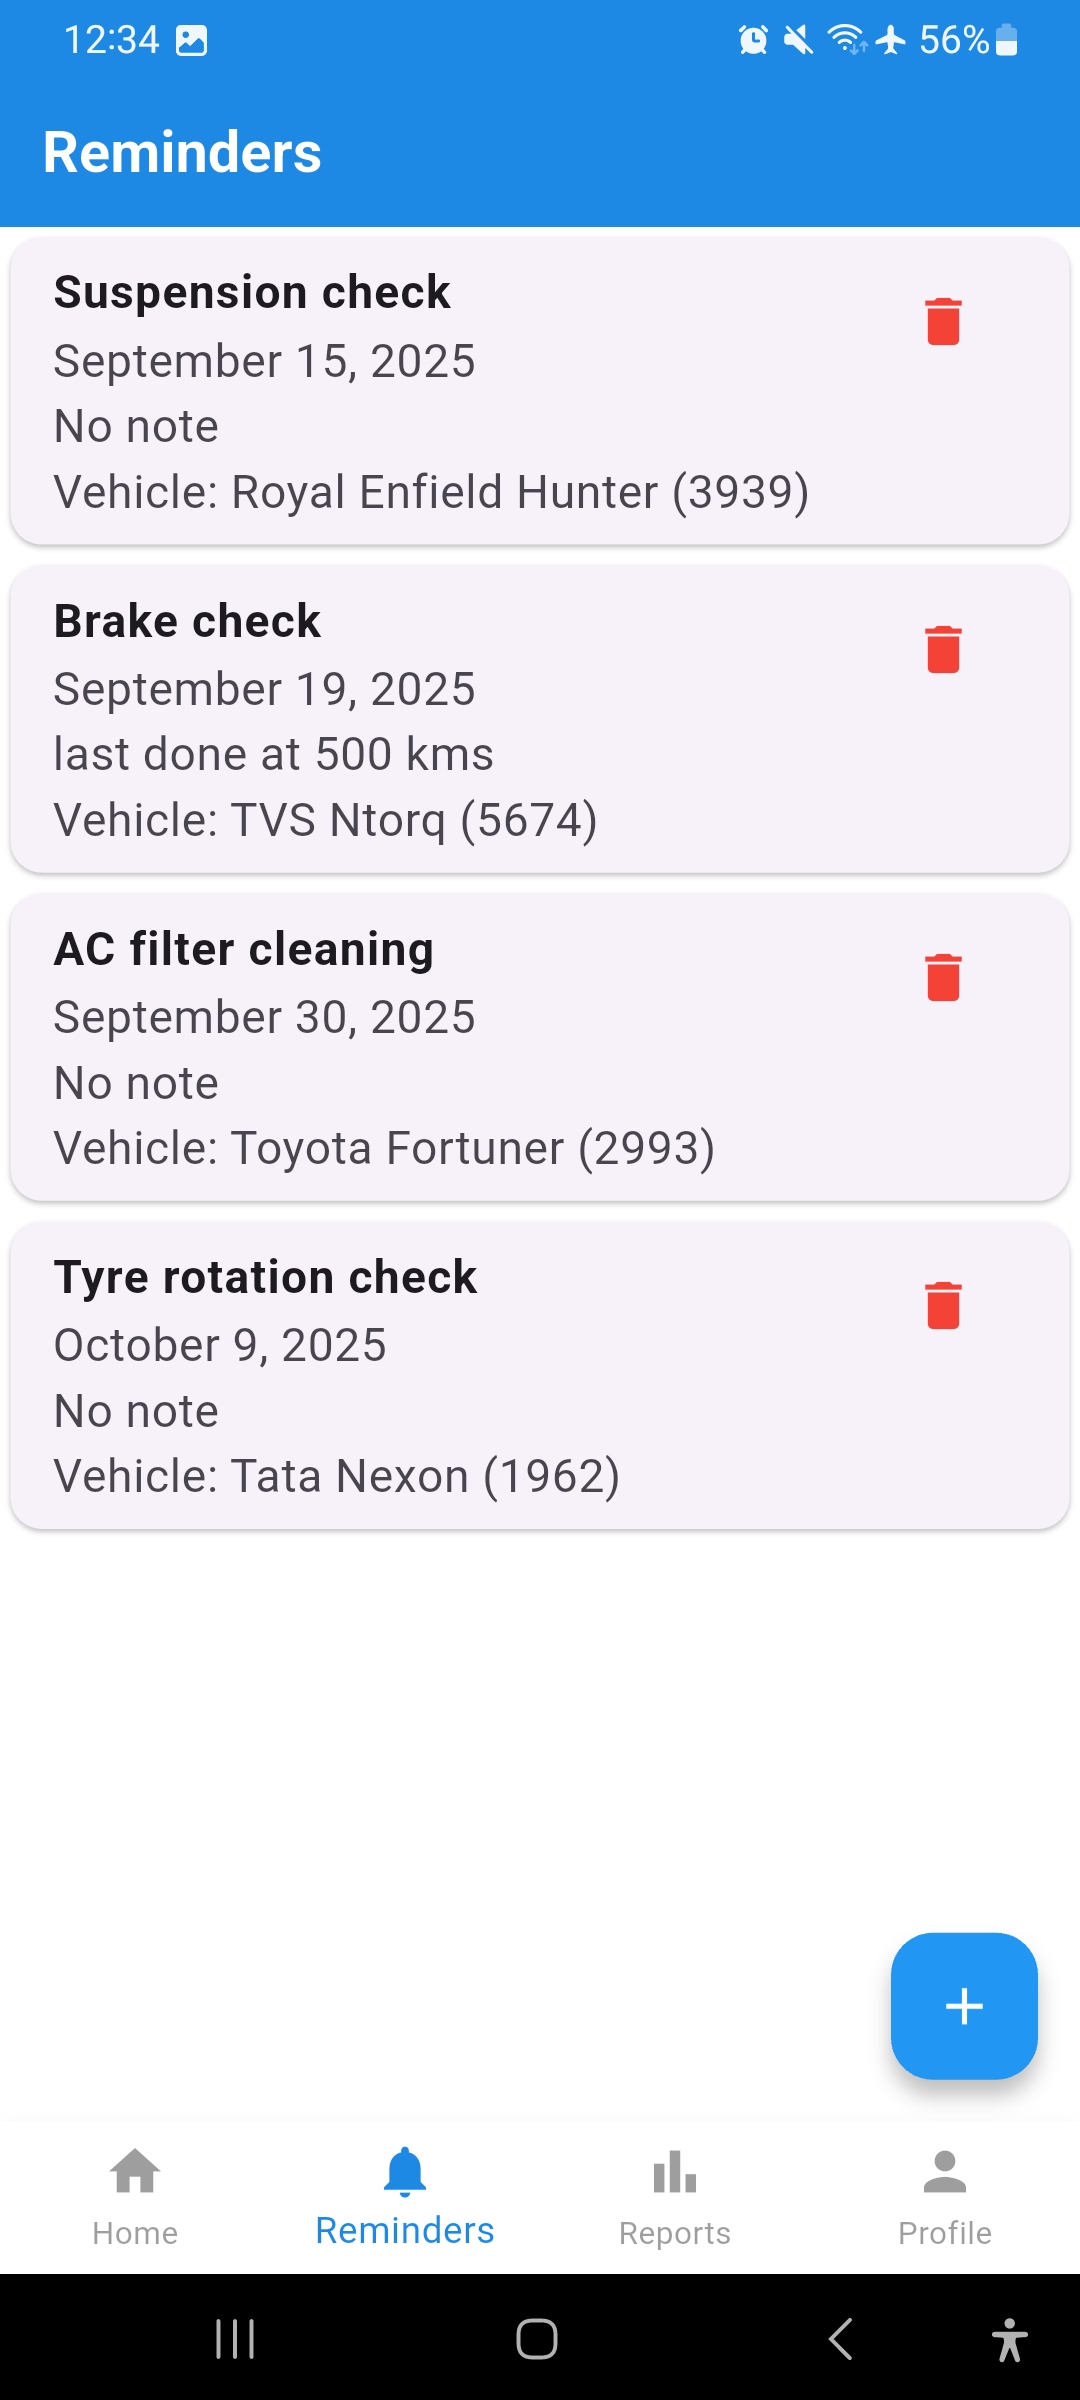 12:34
56%
Reminders
Suspension check
September 15, 2025
No note
Vehicle: Royal Enfield Hunter (3939)
Brake check
September 19, 2025
last done at 500 kms
Vehicle: TVS Ntorq (5674)
AC filter cleaning
September 30, 2025
No note
Vehicle: Toyota Fortuner (2993)
Tyre rotation check
October 9, 2025
No note
Vehicle: Tata Nexon (1962)
Home
Reminders
Reports
Profile